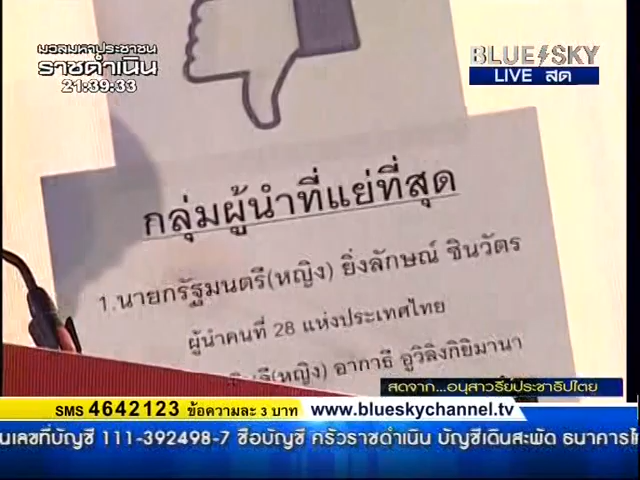 มวลมหาประชาชน
ราชดำเนิน
21:39:33
BLUE SKY
LIVE สด
กลุ่มผู้นำที่แย่ที่สุด
1.นายกรัฐมนตรี(หญิง) ยิ่งลักษณ์ ชินวัตร
ผู้นำคนที่ 28 แห่งประเทศไทย
(หญิง) อากาธี อูวิลิงกิยิมานา
สดจาก...อนุสาวรีย์ประชาธิปไตย
SMS 4642123 ข้อความละ 3 บาท
www.blueskychannel.tv
นเลขที่บัญชี 111-392498-7 ชื่อบัญชี ครัวราชดำเนิน บัญชีเดินสะพัด ธนาคารไ